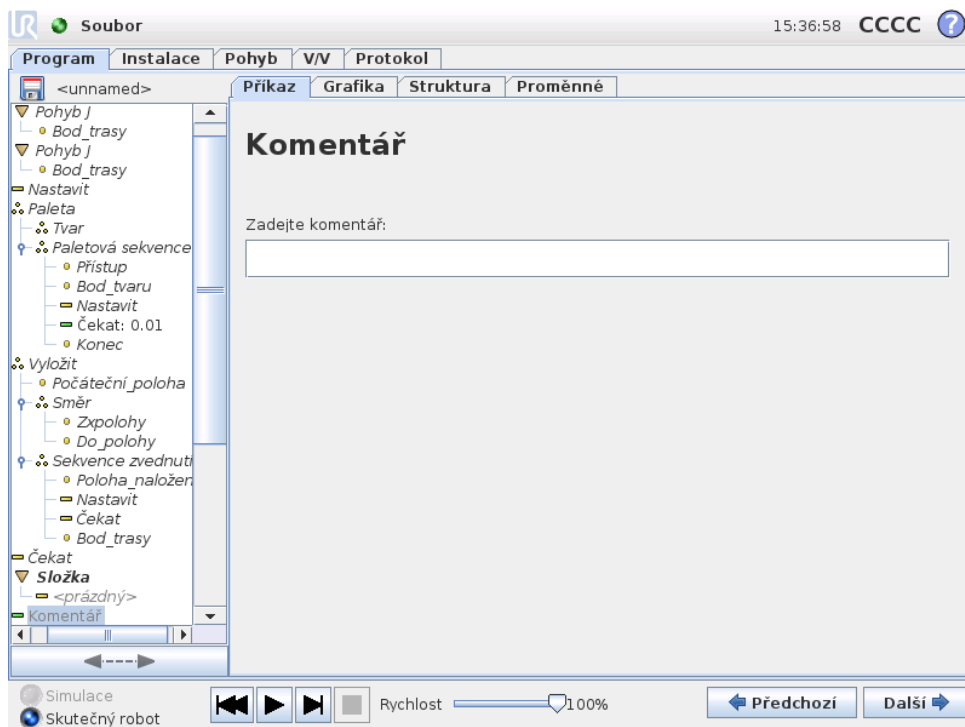 UR Soubor 15:36:58 CCCC ?
Program Instalace Pohyb V/V Protokol
<unnamed>
Příkaz Grafika Struktura Proměnné
Pohyb J
Bod_trasy
Pohyb J
Bod_trasy
Nastavit
Paleta
Tvar
Paletová sekvence
Přístup
Bod_tvaru
Nastavit
Čekat: 0.01
Konec
Vyložit
Počáteční_poloha
Směr
Zxpolohy
Do_polohy
Sekvence zvednutí
Poloha_naložen
Nastavit
Čekat
Bod_trasy
Čekat
Složka
<prázdný>
Komentář
Komentář
Zadejte komentář:
Simulace
Skutečný robot
Rychlost 100%
Předchozí Další